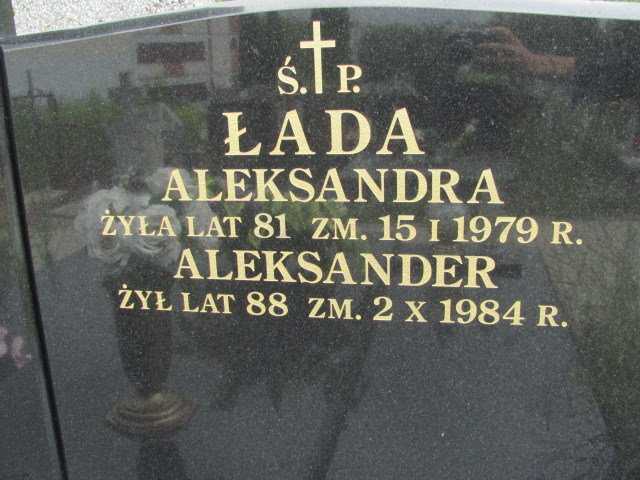 Ś. P.
ŁADA
ALEKSANDRA
ŻYŁA LAT 81 ZM. 15 I 1979 R.
ALEKSANDER
ŻYŁ LAT 88 ZM. 2 X 1984 R.